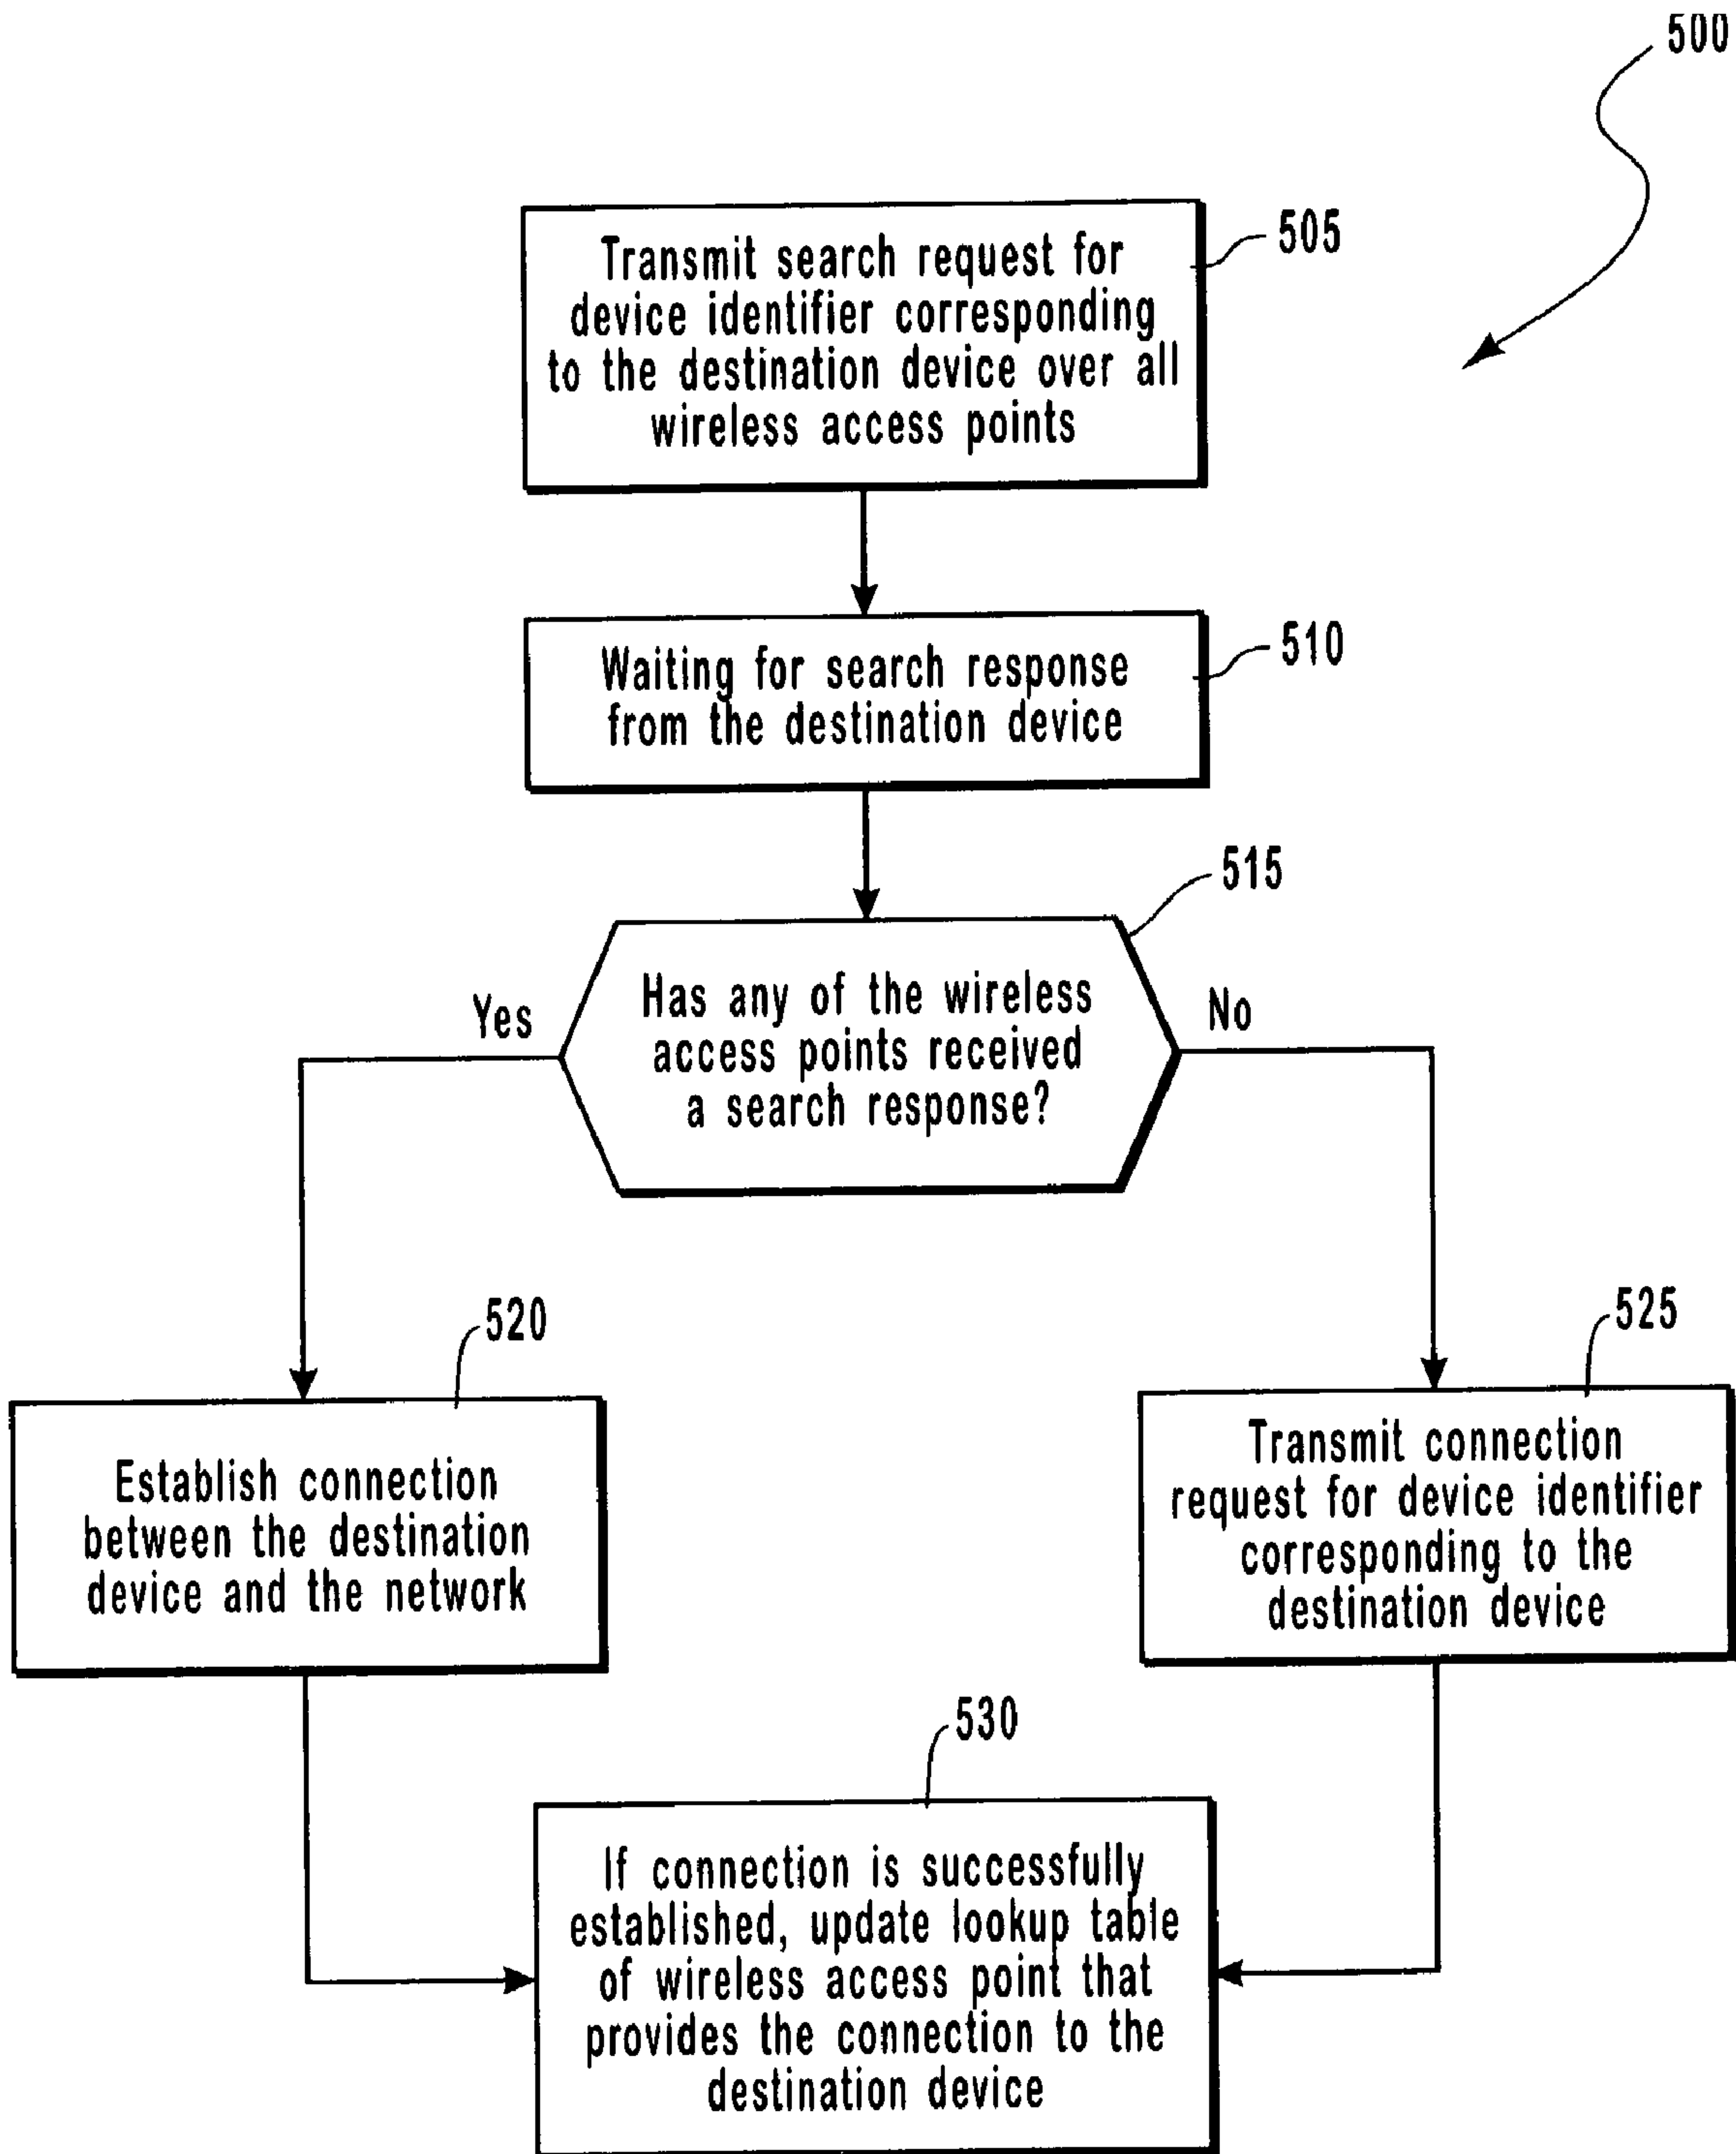 500
505
Transmit search request for
device identifier corresponding
to the destination device over all
wireless access points
510
Waiting for search response
from the destination device
515
Has any of the wireless
access points received
a search response?
Yes
No
520
Establish connection
between the destination
device and the network
525
Transmit connection
request for device identifier
corresponding to the
destination device
530
If connection is successfully
established, update lookup table
of wireless access point that
provides the connection to the
destination device